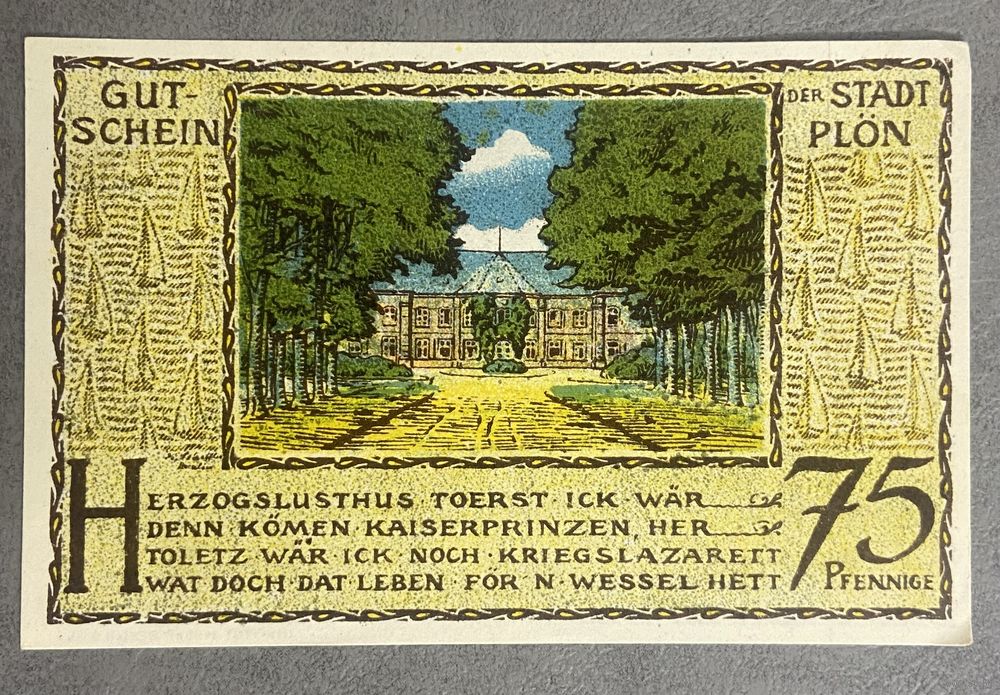 GUT-
SCHEIN
DER STADT
PLÖN
HERZOGSLUSTHUS TOERST ICK WÄR
DENN KÖMEN KAISERPRINZEN HER
TOLETZ WÄR ICK NOCH KRIEGSLAZARETT
WAT DOCH DAT LEBEN FÖR N WESSEL HETT
75
PFENNIGE